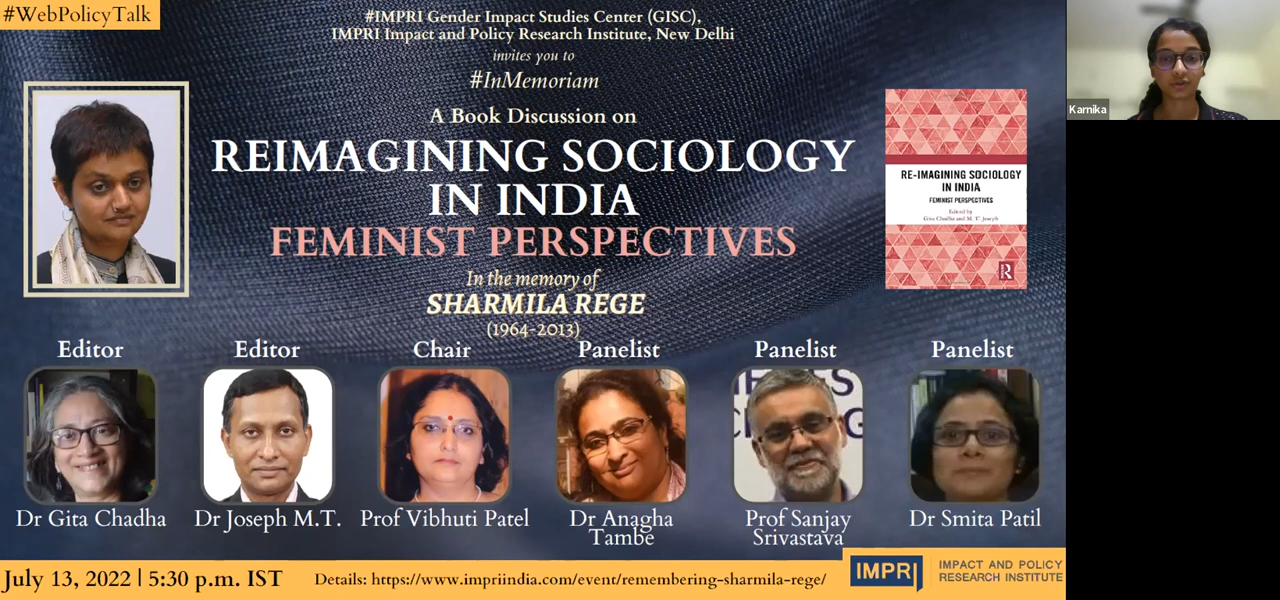 #WebPolicyTalk
#IMPRI Gender Impact Studies Center (GISC),
IMPRI Impact and Policy Research Institute, New Delhi
invites you to
#InMemoriam
A Book Discussion on
REIMAGINING SOCIOLOGY
IN INDIA
FEMINIST PERSPECTIVES
In the memory of
SHARMILA REGE
(1964-2013)
RE-IMAGINING SOCIOLOGY
IN INDIA
FEMINIST PERSPECTIVES
Edited by
Gita Chadha and M. T. Joseph
R
Karnika
Editor
Editor
Chair
Panelist
Panelist
Panelist
Dr Gita Chadha
Dr Joseph M.T.
Prof Vibhuti Patel
Dr Anagha
Tambe
Prof Sanjay
Srivastava
Dr Smita Patil
July 13, 2022 | 5:30 p.m. IST
Details: https://www.impriindia.com/event/remembering-sharmila-rege/
IMPRI
IMPACT AND POLICY
RESEARCH INSTITUTE